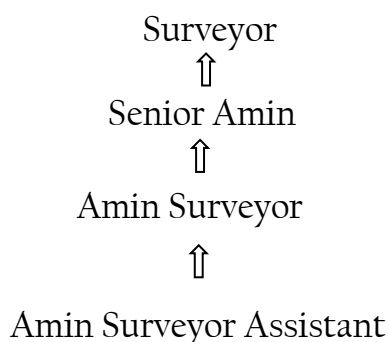 Surveyor
⇧
Senior Amin
⇧
Amin Surveyor
⇧
Amin Surveyor Assistant